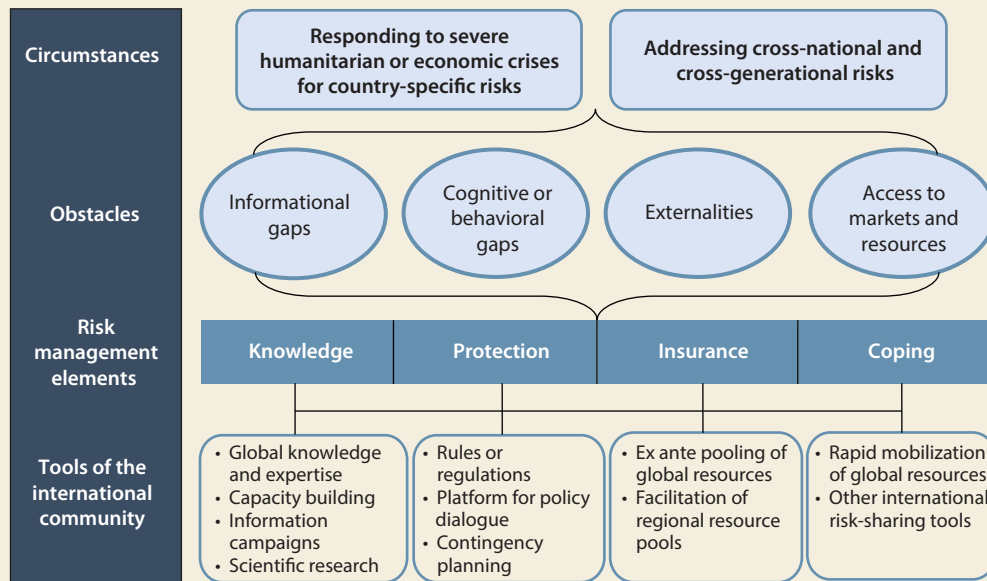 Circumstances
Responding to severe
humanitarian or economic crises
for country-specific risks
Addressing cross-national and
cross-generational risks
Obstacles
Informational
gaps
Cognitive or
behavioral
gaps
Externalities
Access to
markets and
resources
Risk
management
elements
Knowledge
Protection
Insurance
Coping
Tools of the
international
community
• Global knowledge
and expertise
• Capacity building
• Information
campaigns
• Scientific research
• Rules or
regulations
• Platform for policy
dialogue
• Contingency
planning
• Ex ante pooling of
global resources
• Facilitation of
regional resource
pools
• Rapid mobilization
of global resources
• Other international
risk-sharing tools